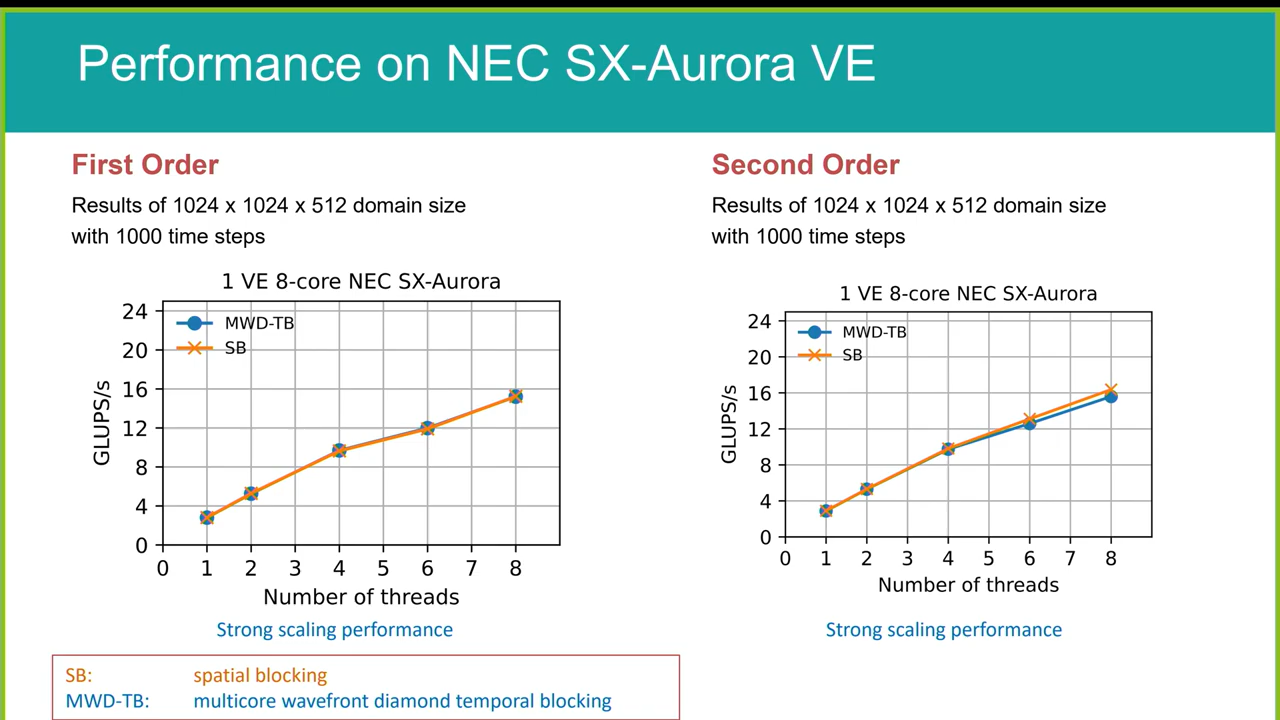 Performance on NEC SX-Aurora VE
First Order
Results of 1024 x 1024 x 512 domain size
with 1000 time steps
1 VE 8-core NEC SX-Aurora
MWD-TB
SB
24
20
16
12
8
4
0
GLUPS/s
0 1 2 3 4 5 6 7 8
Number of threads
Strong scaling performance
SB: spatial blocking
MWD-TB: multicore wavefront diamond temporal blocking
Second Order
Results of 1024 x 1024 x 512 domain size
with 1000 time steps
1 VE 8-core NEC SX-Aurora
MWD-TB
SB
24
20
16
12
8
4
0
GLUPS/s
0 1 2 3 4 5 6 7 8
Number of threads
Strong scaling performance